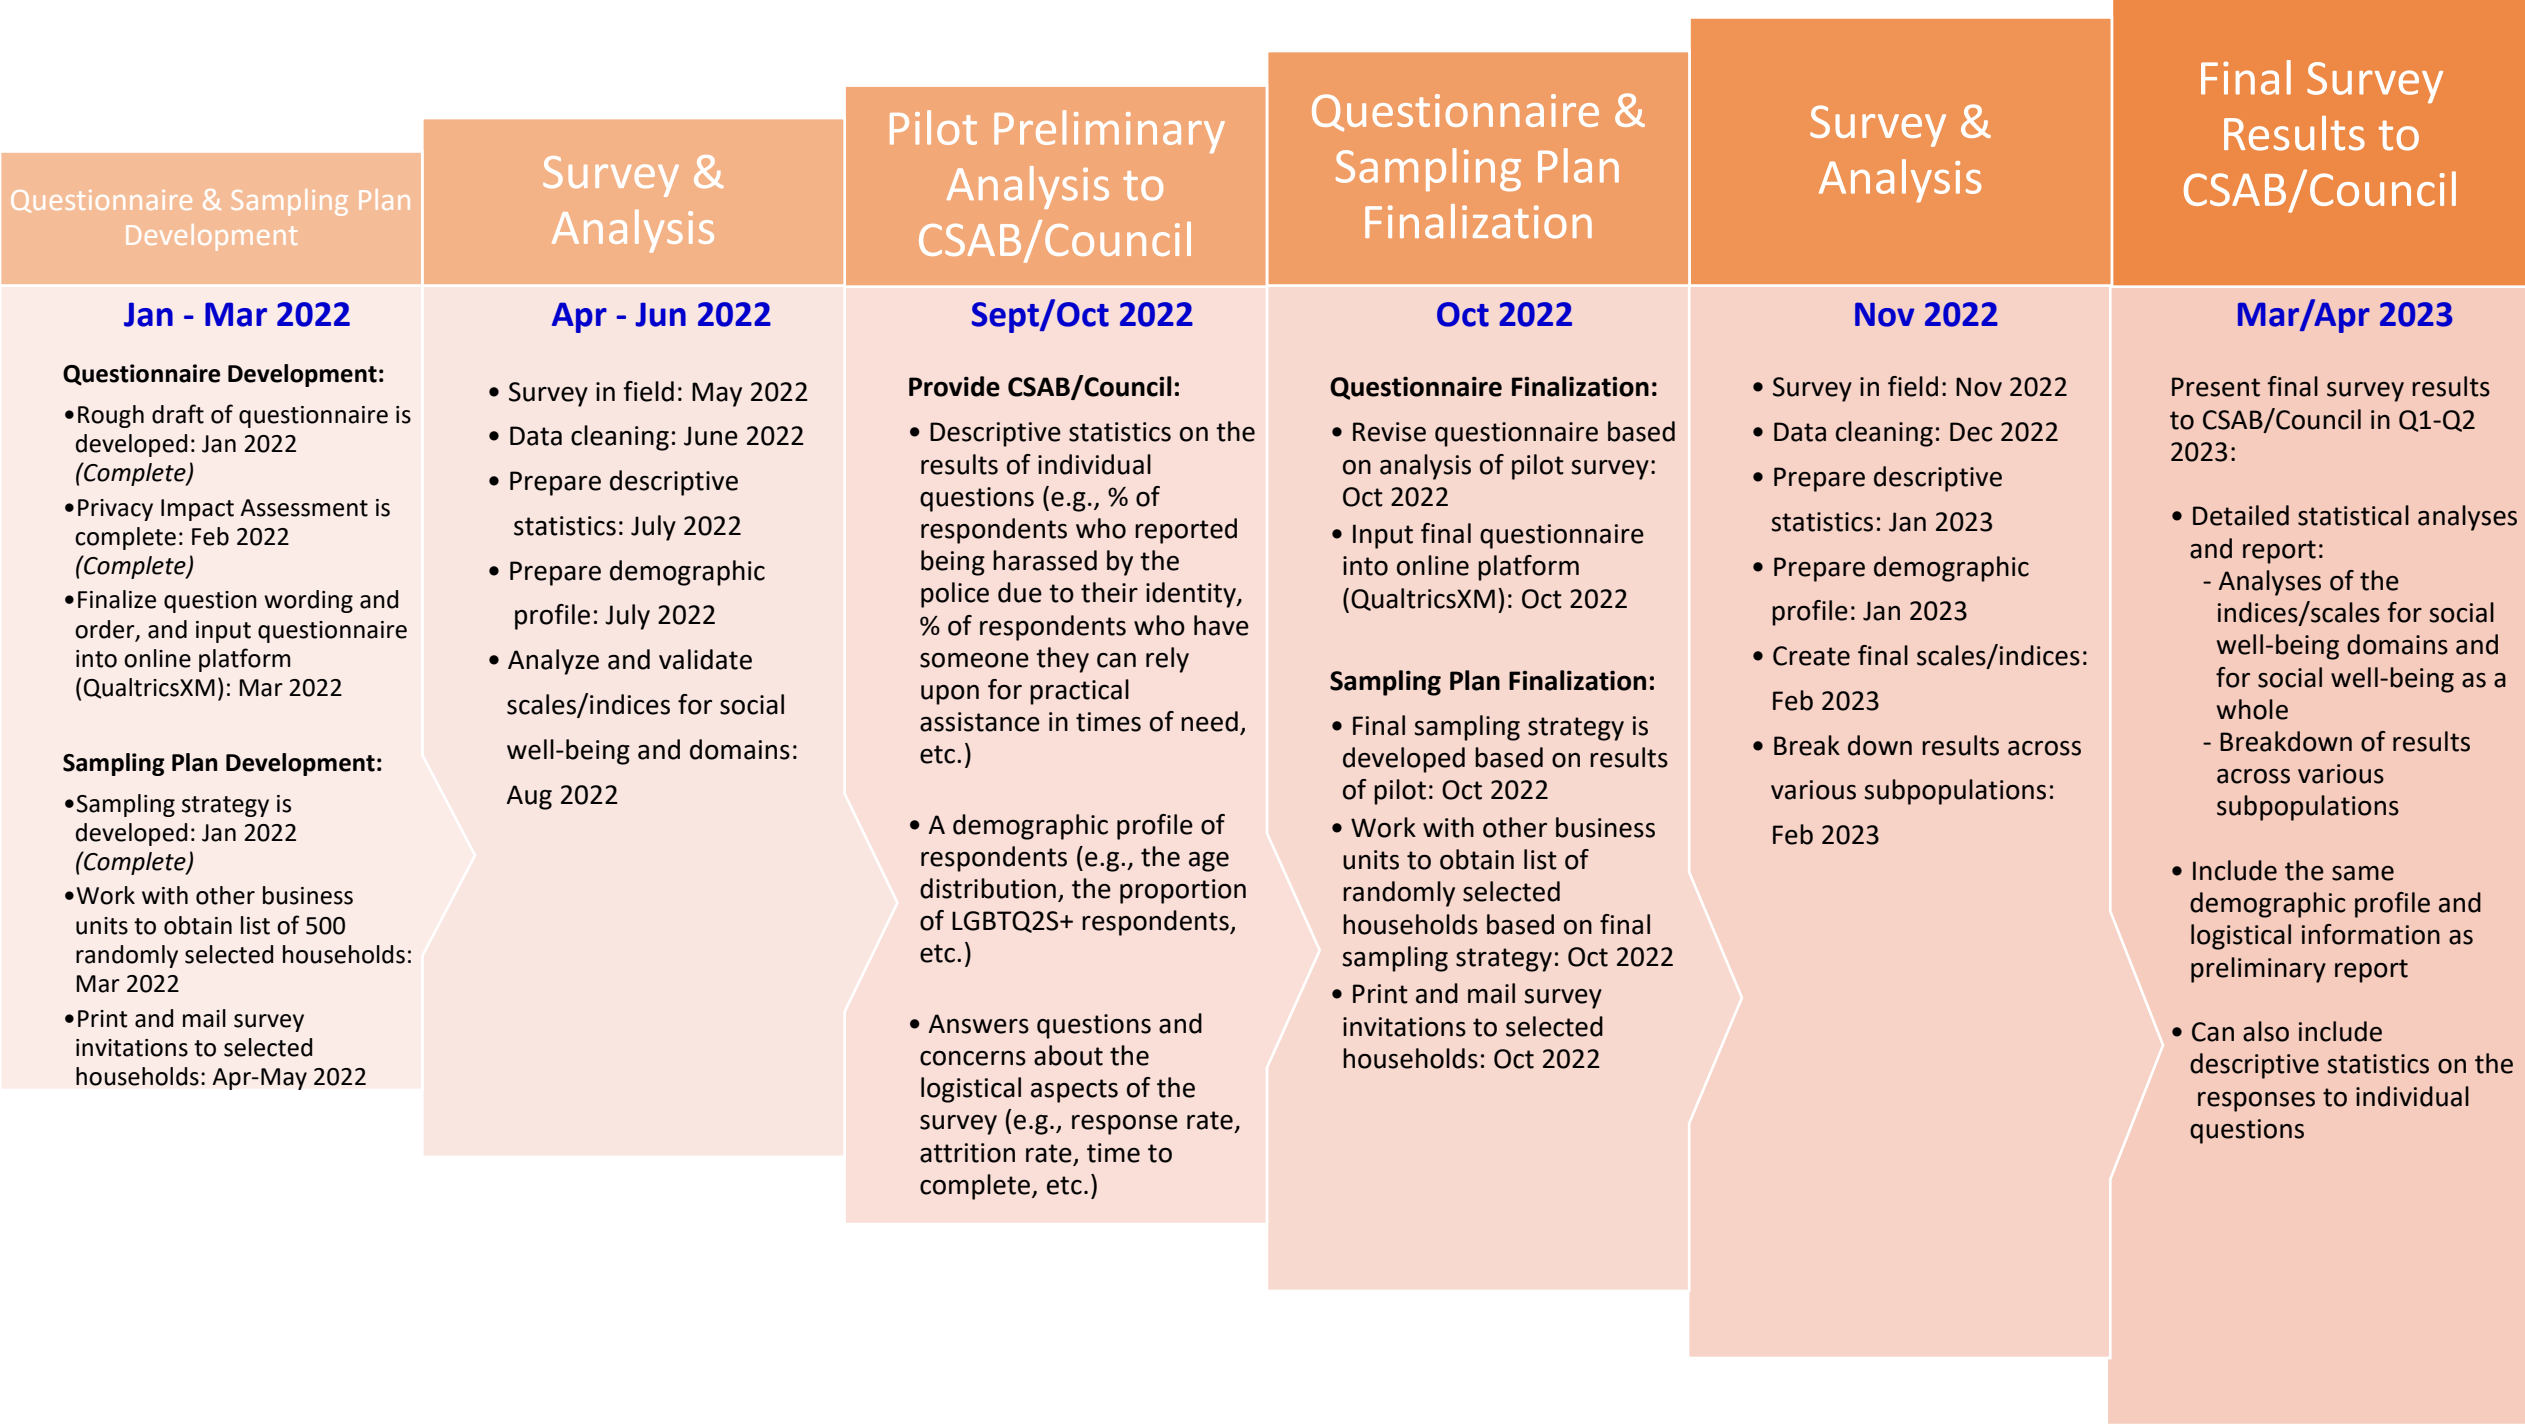 Questionnaire & Sampling Plan
Development
Jan - Mar 2022
Questionnaire Development:
•Rough draft of questionnaire is
developed: Jan 2022
(Complete)
•Privacy Impact Assessment is
complete: Feb 2022
(Complete)
•Finalize question wording and
order, and input questionnaire
into online platform
(QualtricsXM): Mar 2022
Sampling Plan Development:
•Sampling strategy is
developed: Jan 2022
(Complete)
•Work with other business
units to obtain list of 500
randomly selected households:
Mar 2022
•Print and mail survey
invitations to selected
households: Apr-May 2022
Survey &
Analysis
Apr - Jun 2022
• Survey in field: May 2022
• Data cleaning: June 2022
• Prepare descriptive
statistics: July 2022
• Prepare demographic
profile: July 2022
• Analyze and validate
scales/indices for social
well-being and domains:
Aug 2022
Pilot Preliminary
Analysis to
CSAB/Council
Sept/Oct 2022
Provide CSAB/Council:
• Descriptive statistics on the
results of individual
questions (e.g., % of
respondents who reported
being harassed by the
police due to their identity,
% of respondents who have
someone they can rely
upon for practical
assistance in times of need,
etc.)
• A demographic profile of
respondents (e.g., the age
distribution, the proportion
of LGBTQ2S+ respondents,
etc.)
• Answers questions and
concerns about the
logistical aspects of the
survey (e.g., response rate,
attrition rate, time to
complete, etc.)
Questionnaire &
Sampling Plan
Finalization
Oct 2022
Questionnaire Finalization:
• Revise questionnaire based
on analysis of pilot survey:
Oct 2022
• Input final questionnaire
into online platform
(QualtricsXM): Oct 2022
Sampling Plan Finalization:
• Final sampling strategy is
developed based on results
of pilot: Oct 2022
• Work with other business
units to obtain list of
randomly selected
households based on final
sampling strategy: Oct 2022
• Print and mail survey
invitations to selected
households: Oct 2022
Survey &
Analysis
Nov 2022
• Survey in field: Nov 2022
• Data cleaning: Dec 2022
• Prepare descriptive
statistics: Jan 2023
• Prepare demographic
profile: Jan 2023
• Create final scales/indices:
Feb 2023
• Break down results across
various subpopulations:
Feb 2023
Final Survey
Results to
CSAB/Council
Mar/Apr 2023
Present final survey results
to CSAB/Council in Q1-Q2
2023:
• Detailed statistical analyses
and report:
- Analyses of the
indices/scales for social
well-being domains and
for social well-being as a
whole
- Breakdown of results
across various
subpopulations
• Include the same
demographic profile and
logistical information as
preliminary report
• Can also include
descriptive statistics on the
responses to individual
questions